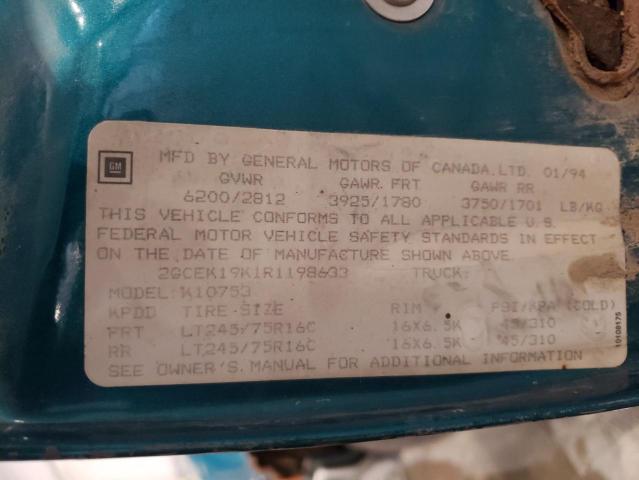 GM
MFD BY GENERAL MOTORS OF CANADA LTD. 01/94
GVWR GAWR FRT GAWR RR
6200/2812 3925/1780 3750/1701 LB/KG
THIS VEHICLE CONFORMS TO ALL APPLICABLE U.S.
FEDERAL MOTOR VEHICLE SAFETY STANDARDS IN EFFECT
ON THE DATE OF MANUFACTURE SHOWN ABOVE.
2GCEK19K1R1198633 TRUCK
MODEL: K10753
KPDD TIRE-SIZE RIM PSI/KPA (COLD)
FRT LT245/75R16C 16X6.5K 45/310
RR LT245/75R16C 16X6.5K 45/310
SEE OWNER'S MANUAL FOR ADDITIONAL INFORMATION
10108175